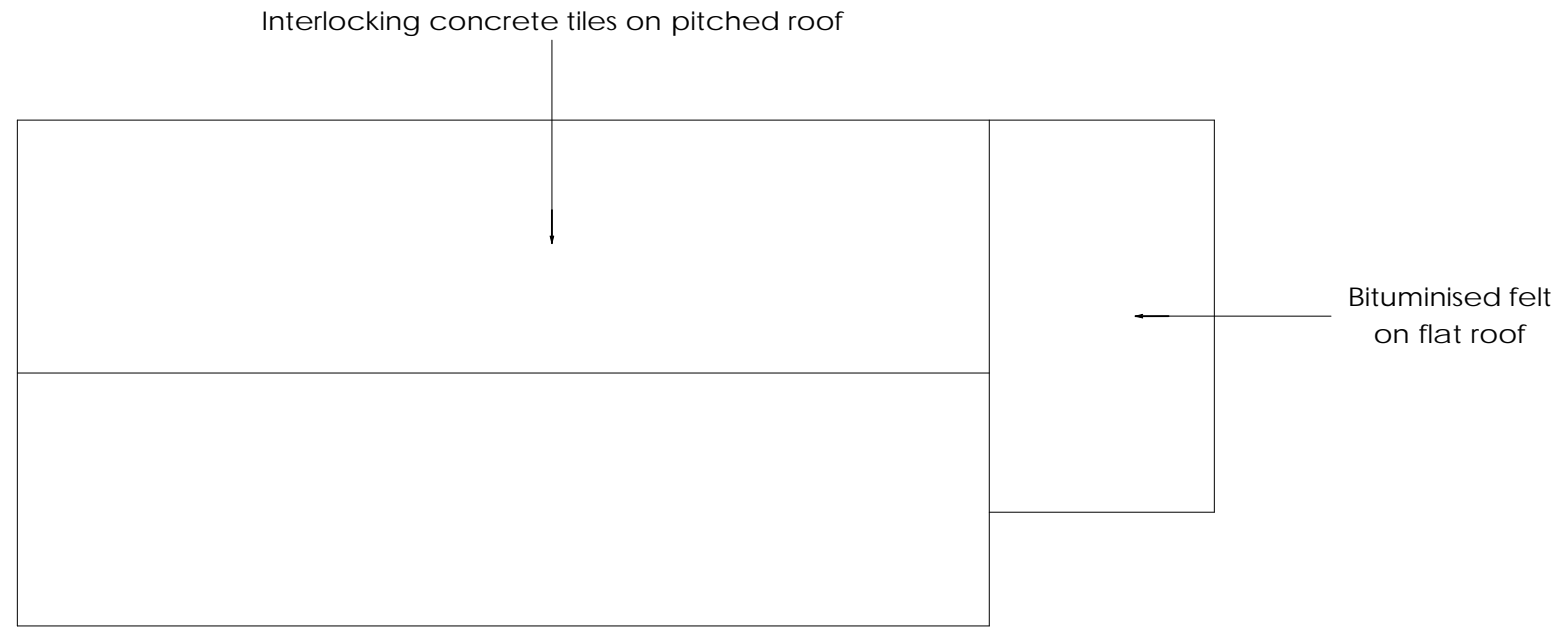 Interlocking concrete tiles on pitched roof
Bituminised felt
on flat roof